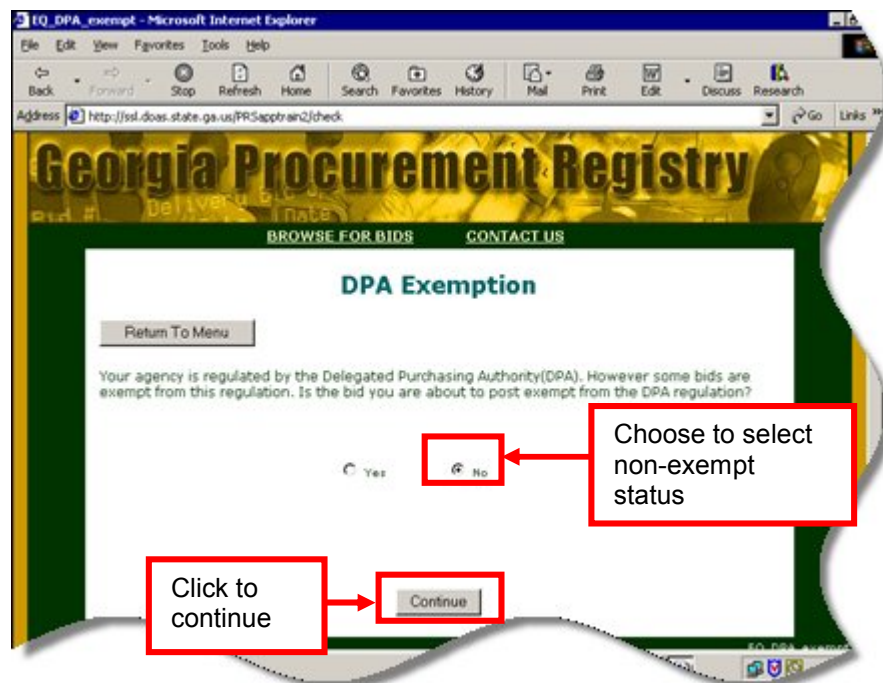 EQ_DPA_exempt - Microsoft Internet Explorer
File Edit View Favorites Tools Help
Back Forward Stop Refresh Home Search Favorites History Mail Print Edit Discuss Research
Address http://ssl.doas.state.ga.us/PRSapptrain2/check Go Links »
Georgia Procurement Registry
Bid #
Delivery
Date
BROWSE FOR BIDS CONTACT US
DPA Exemption
Return To Menu
Your agency is regulated by the Delegated Purchasing Authority(DPA). However some bids are
exempt from this regulation. Is the bid you are about to post exempt from the DPA regulation?
Yes No
Choose to select
non-exempt
status
Click to
continue
Continue